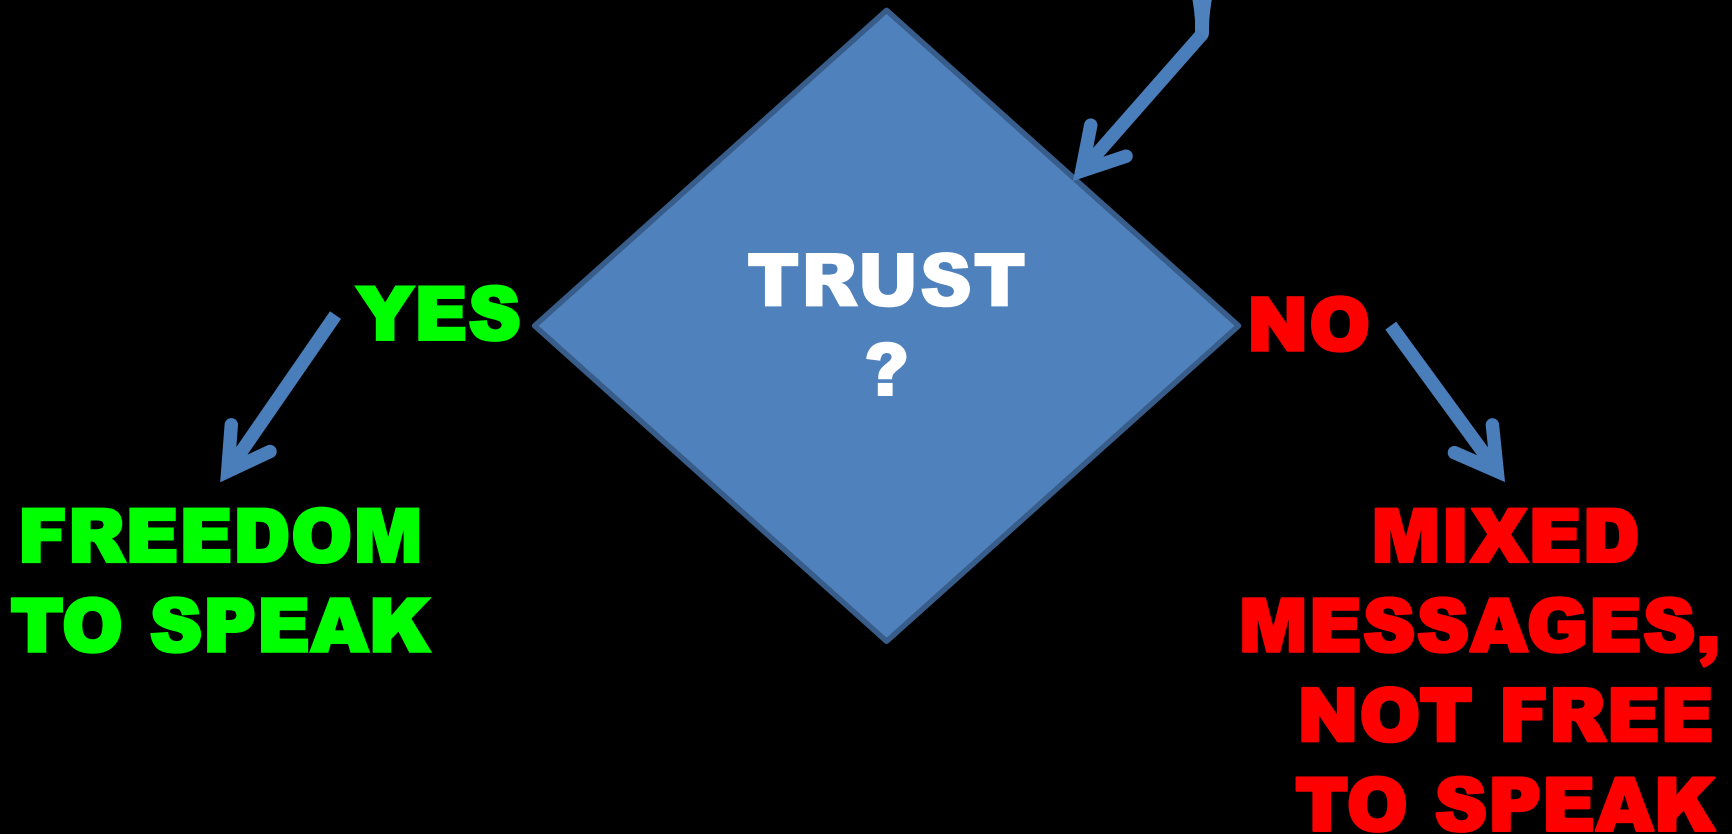 TRUST
?
YES
NO
FREEDOM
TO SPEAK
MIXED
MESSAGES,
NOT FREE
TO SPEAK